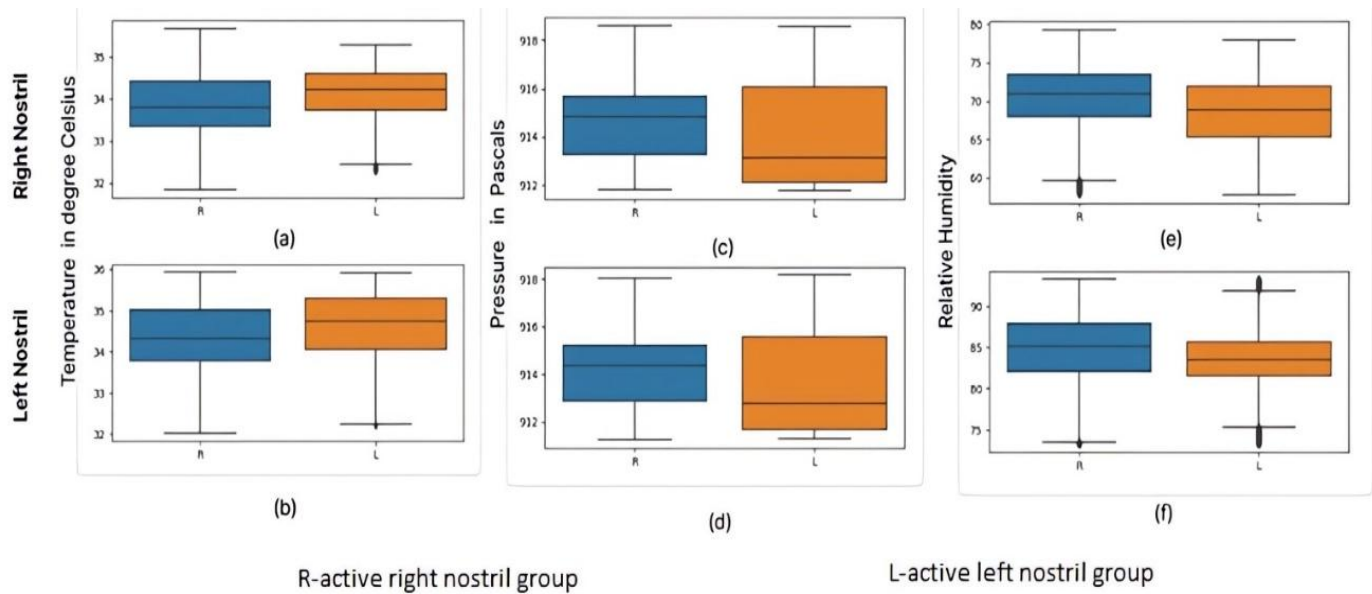 Right Nostril
Temperature in degree Celsius
35
34
33
32
R
L
(a)
Pressure in Pascals
918
916
914
912
R
L
(c)
Relative Humidity
80
75
70
65
60
R
L
(e)
Left Nostril
36
35
34
33
32
R
L
(b)
918
916
914
912
R
L
(d)
90
85
80
75
R
L
(f)
R-active right nostril group
L-active left nostril group